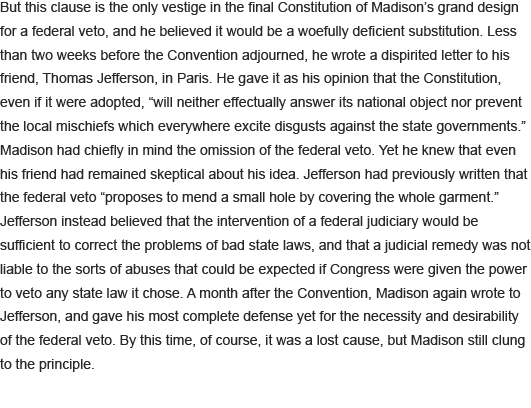 But this clause is the only vestige in the final Constitution of Madison’s grand design
for a federal veto, and he believed it would be a woefully deficient substitution. Less
than two weeks before the Convention adjourned, he wrote a dispirited letter to his
friend, Thomas Jefferson, in Paris. He gave it as his opinion that the Constitution,
even if it were adopted, “will neither effectually answer its national object nor prevent
the local mischiefs which everywhere excite disgusts against the state governments.”
Madison had chiefly in mind the omission of the federal veto. Yet he knew that even
his friend had remained skeptical about his idea. Jefferson had previously written that
the federal veto “proposes to mend a small hole by covering the whole garment.”
Jefferson instead believed that the intervention of a federal judiciary would be
sufficient to correct the problems of bad state laws, and that a judicial remedy was not
liable to the sorts of abuses that could be expected if Congress were given the power
to veto any state law it chose. A month after the Convention, Madison again wrote to
Jefferson, and gave his most complete defense yet for the necessity and desirability
of the federal veto. By this time, of course, it was a lost cause, but Madison still clung
to the principle.